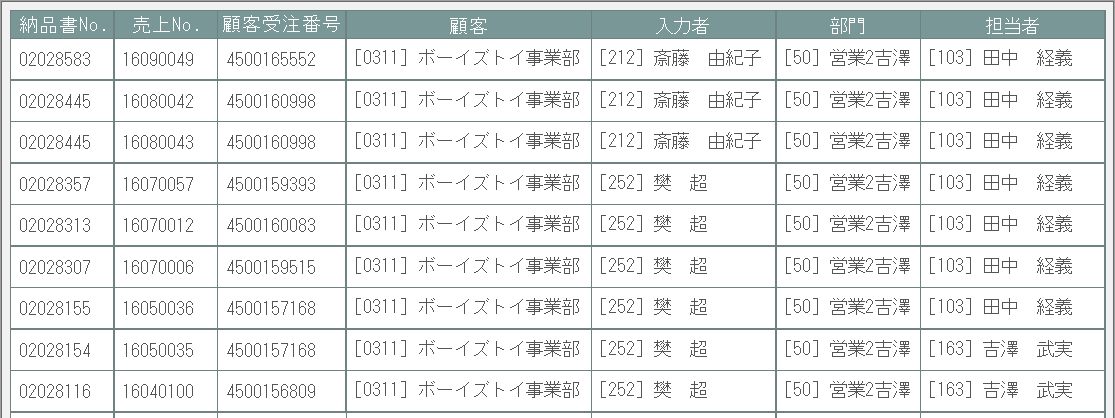 納品書No. 売上No. 顧客受注番号 顧客 入力者 部門 担当者
02028583 16090049 4500165552 [0311] ボーイズトイ事業部 [212] 斎藤　由紀子 [50] 営業2吉澤 [103] 田中　経義
02028445 16080042 4500160998 [0311] ボーイズトイ事業部 [212] 斎藤　由紀子 [50] 営業2吉澤 [103] 田中　経義
02028445 16080043 4500160998 [0311] ボーイズトイ事業部 [212] 斎藤　由紀子 [50] 営業2吉澤 [103] 田中　経義
02028357 16070057 4500159393 [0311] ボーイズトイ事業部 [252] 樊　超 [50] 営業2吉澤 [103] 田中　経義
02028313 16070012 4500160083 [0311] ボーイズトイ事業部 [252] 樊　超 [50] 営業2吉澤 [103] 田中　経義
02028307 16070006 4500159515 [0311] ボーイズトイ事業部 [252] 樊　超 [50] 営業2吉澤 [103] 田中　経義
02028155 16050036 4500157168 [0311] ボーイズトイ事業部 [252] 樊　超 [50] 営業2吉澤 [103] 田中　経義
02028154 16050035 4500157168 [0311] ボーイズトイ事業部 [252] 樊　超 [50] 営業2吉澤 [163] 吉澤　武実
02028116 16040100 4500156809 [0311] ボーイズトイ事業部 [252] 樊　超 [50] 営業2吉澤 [163] 吉澤　武実